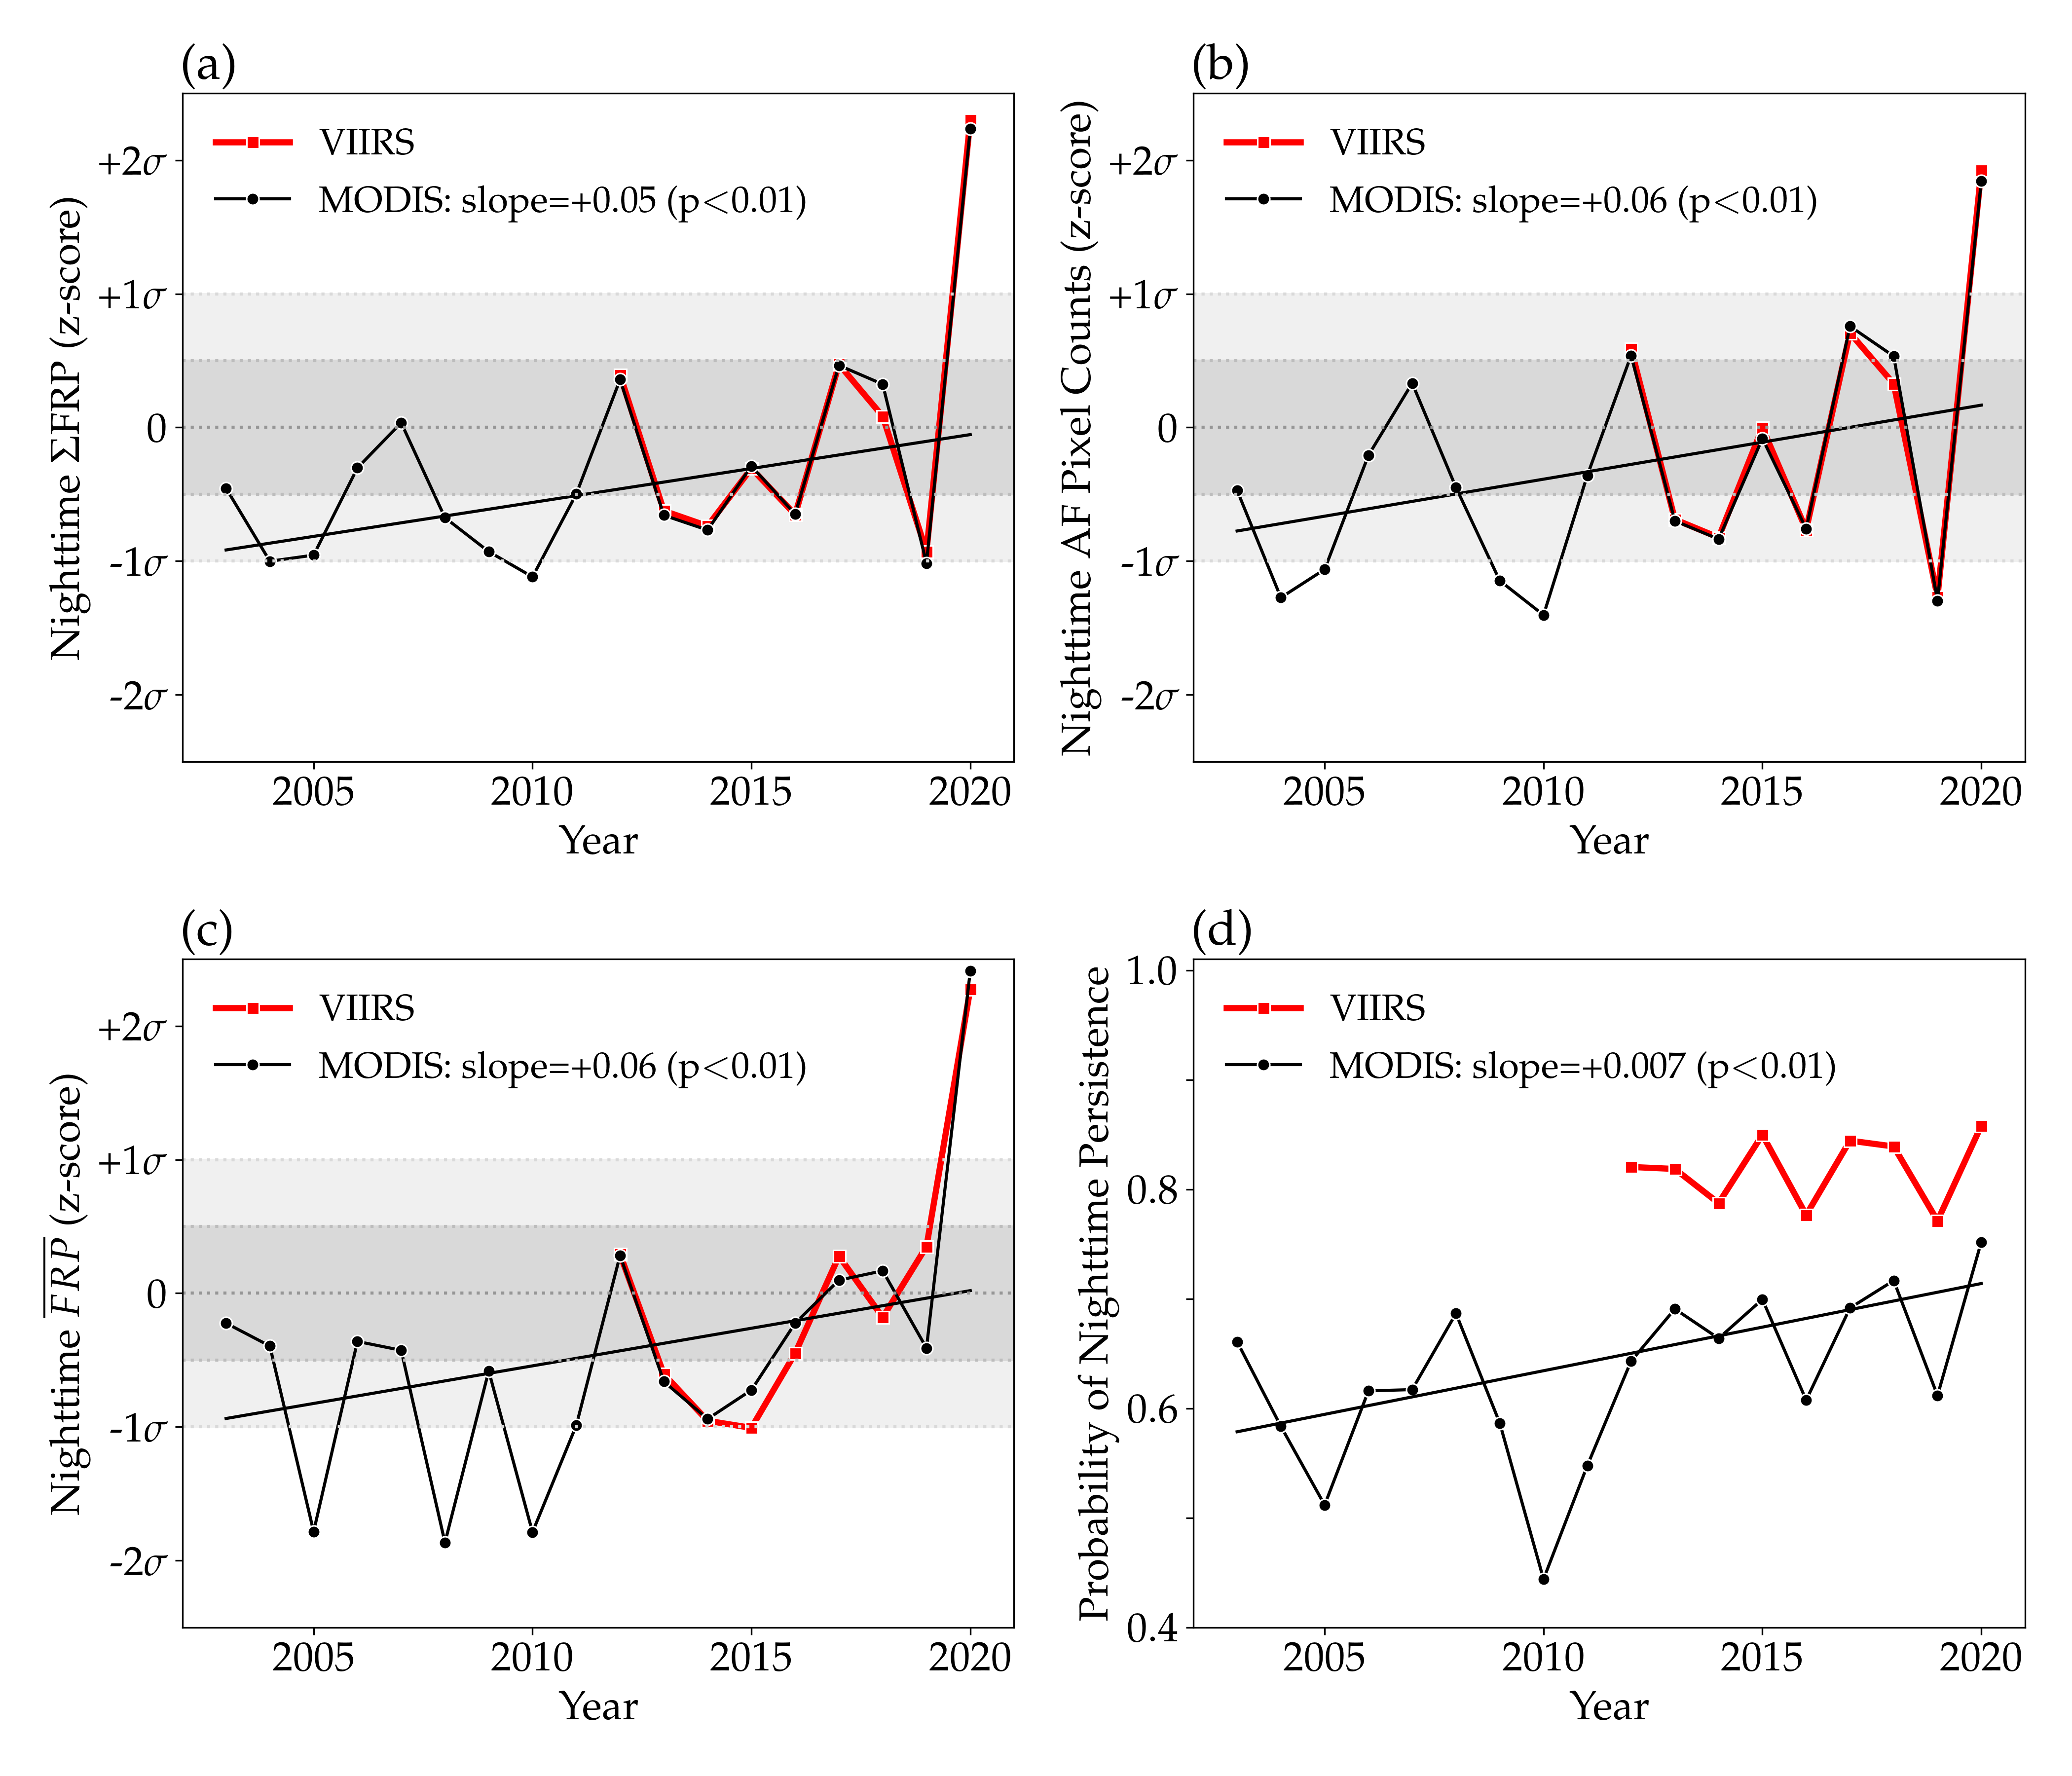 (a)
Nighttime ΣFRP (z-score)
+2σ
+1σ
0
-1σ
-2σ
VIIRS
MODIS: slope=+0.05 (p<0.01)
2005 2010 2015 2020
Year
(b)
Nighttime AF Pixel Counts (z-score)
+2σ
+1σ
0
-1σ
-2σ
VIIRS
MODIS: slope=+0.06 (p<0.01)
2005 2010 2015 2020
Year
(c)
Nighttime F̅R̅P̅ (z-score)
+2σ
+1σ
0
-1σ
-2σ
VIIRS
MODIS: slope=+0.06 (p<0.01)
2005 2010 2015 2020
Year
(d)
Probability of Nighttime Persistence
1.0
0.8
0.6
0.4
VIIRS
MODIS: slope=+0.007 (p<0.01)
2005 2010 2015 2020
Year